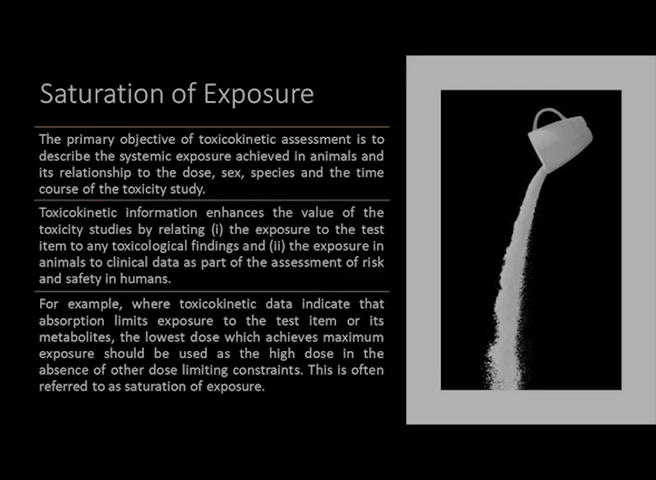 Saturation of Exposure
The primary objective of toxicokinetic assessment is to
describe the systemic exposure achieved in animals and
its relationship to the dose, sex, species and the time
course of the toxicity study.
Toxicokinetic information enhances the value of the
toxicity studies by relating (i) the exposure to the test
item to any toxicological findings and (ii) the exposure in
animals to clinical data as part of the assessment of risk
and safety in humans.
For example, where toxicokinetic data indicate that
absorption limits exposure to the test item or its
metabolites, the lowest dose which achieves maximum
exposure should be used as the high dose in the
absence of other dose limiting constraints. This is often
referred to as saturation of exposure.